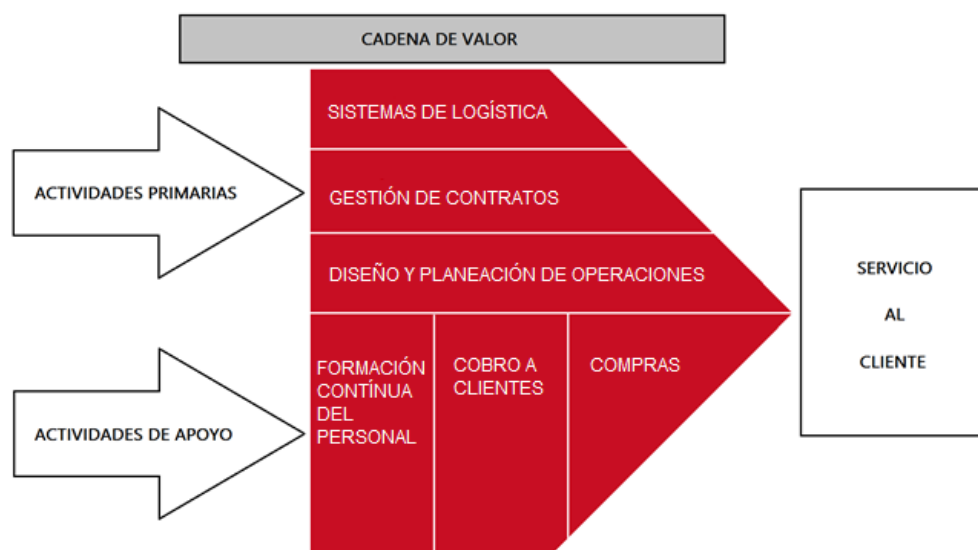 CADENA DE VALOR
SISTEMAS DE LOGÍSTICA
ACTIVIDADES PRIMARIAS
GESTIÓN DE CONTRATOS
DISEÑO Y PLANEACIÓN DE OPERACIONES
SERVICIO
AL
CLIENTE
ACTIVIDADES DE APOYO
FORMACIÓN
CONTÍNUA
DEL
PERSONAL
COBRO A
CLIENTES
COMPRAS